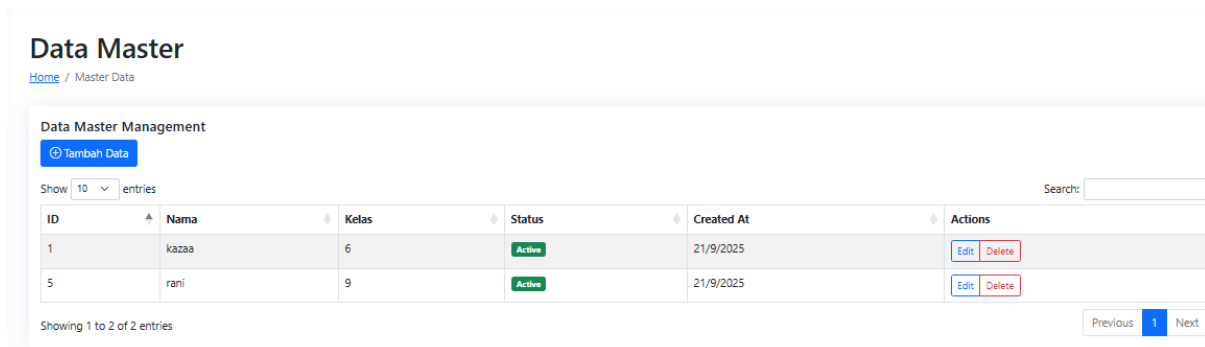 Data Master
Home / Master Data
Data Master Management
Tambah Data
Show 10 entries Search:
ID Nama Kelas Status Created At Actions
1 kazaa 6 Active 21/9/2025 Edit Delete
5 rani 9 Active 21/9/2025 Edit Delete
Showing 1 to 2 of 2 entries Previous 1 Next